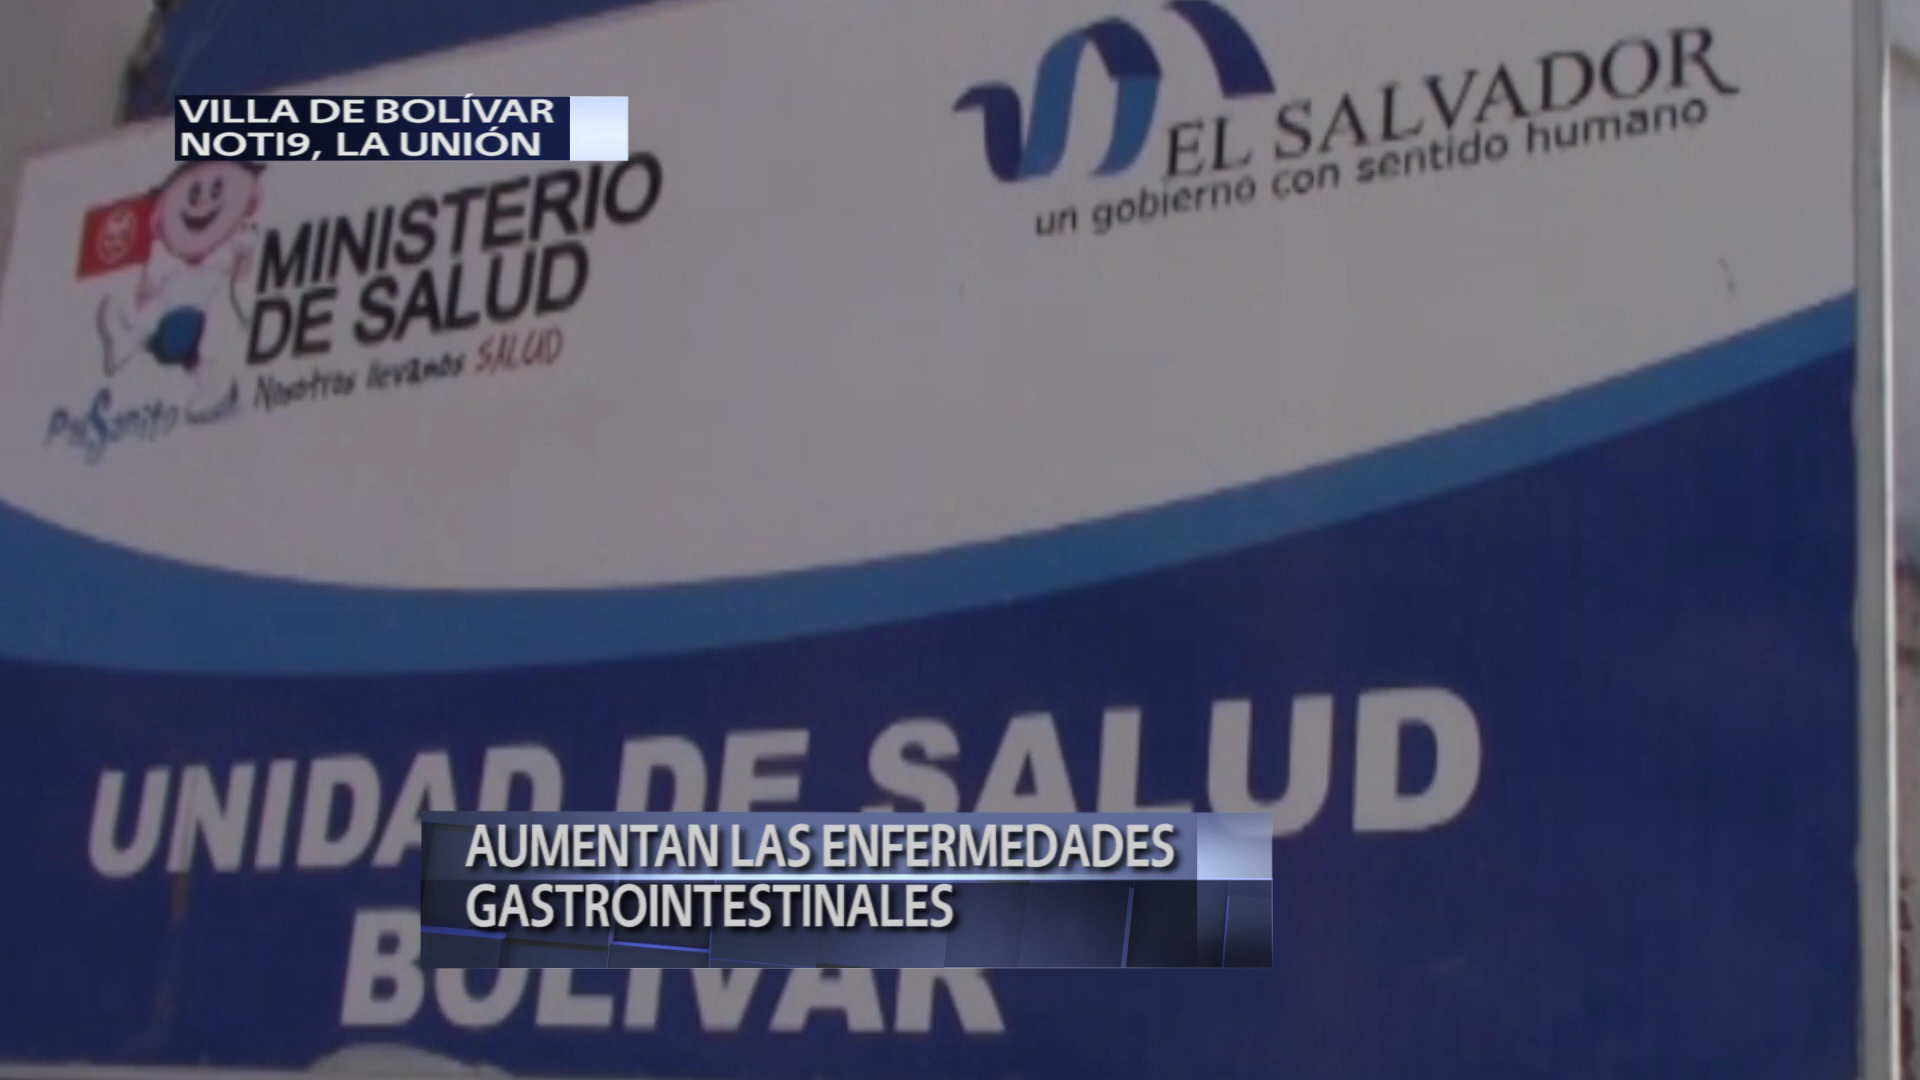 VILLA DE BOLÍVAR
NOTI9, LA UNIÓN
EL SALVADOR
un gobierno con sentido humano
MINISTERIO
DE SALUD
Nosotros llevamos SALUD
UNIDAD DE SALUD
BOLIVAR
AUMENTAN LAS ENFERMEDADES
GASTROINTESTINALES